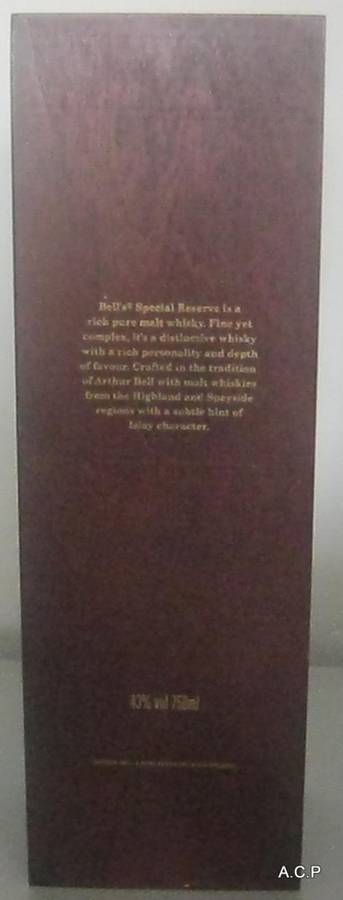 Bell's® Special Reserve is a
rich pure malt whisky. Fine yet
complex, it's a distinctive whisky
with a rich personality and depth
of favour. Crafted in the tradition
of Arthur Bell with malt whiskies
from the Highland and Speyside
regions with a subtle hint of
Islay character.
43% vol 750ml
A.C.P